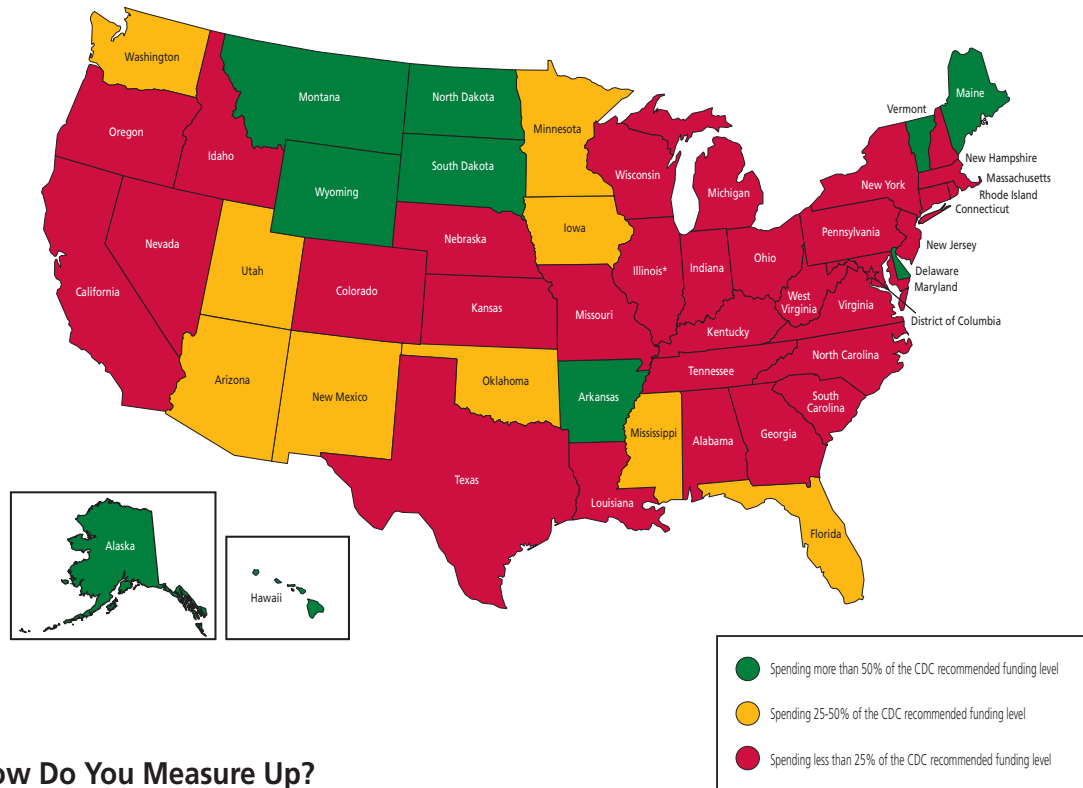 Washington
Montana
North Dakota
Minnesota
Vermont
Maine
Oregon
Idaho
South Dakota
Wisconsin
Michigan
New Hampshire
Massachusetts
New York
Rhode Island
Connecticut
Wyoming
Nebraska
Iowa
Pennsylvania
New Jersey
Nevada
Utah
Colorado
Illinois*
Indiana
Ohio
Delaware
Maryland
California
Kansas
Missouri
West
Virginia
Virginia
District of Columbia
Kentucky
North Carolina
Arizona
New Mexico
Oklahoma
Arkansas
Tennessee
South
Carolina
Mississippi
Alabama
Georgia
Texas
Louisiana
Florida
Alaska
Hawaii
Spending more than 50% of the CDC recommended funding level
Spending 25-50% of the CDC recommended funding level
Spending less than 25% of the CDC recommended funding level
ow Do You Measure Up?